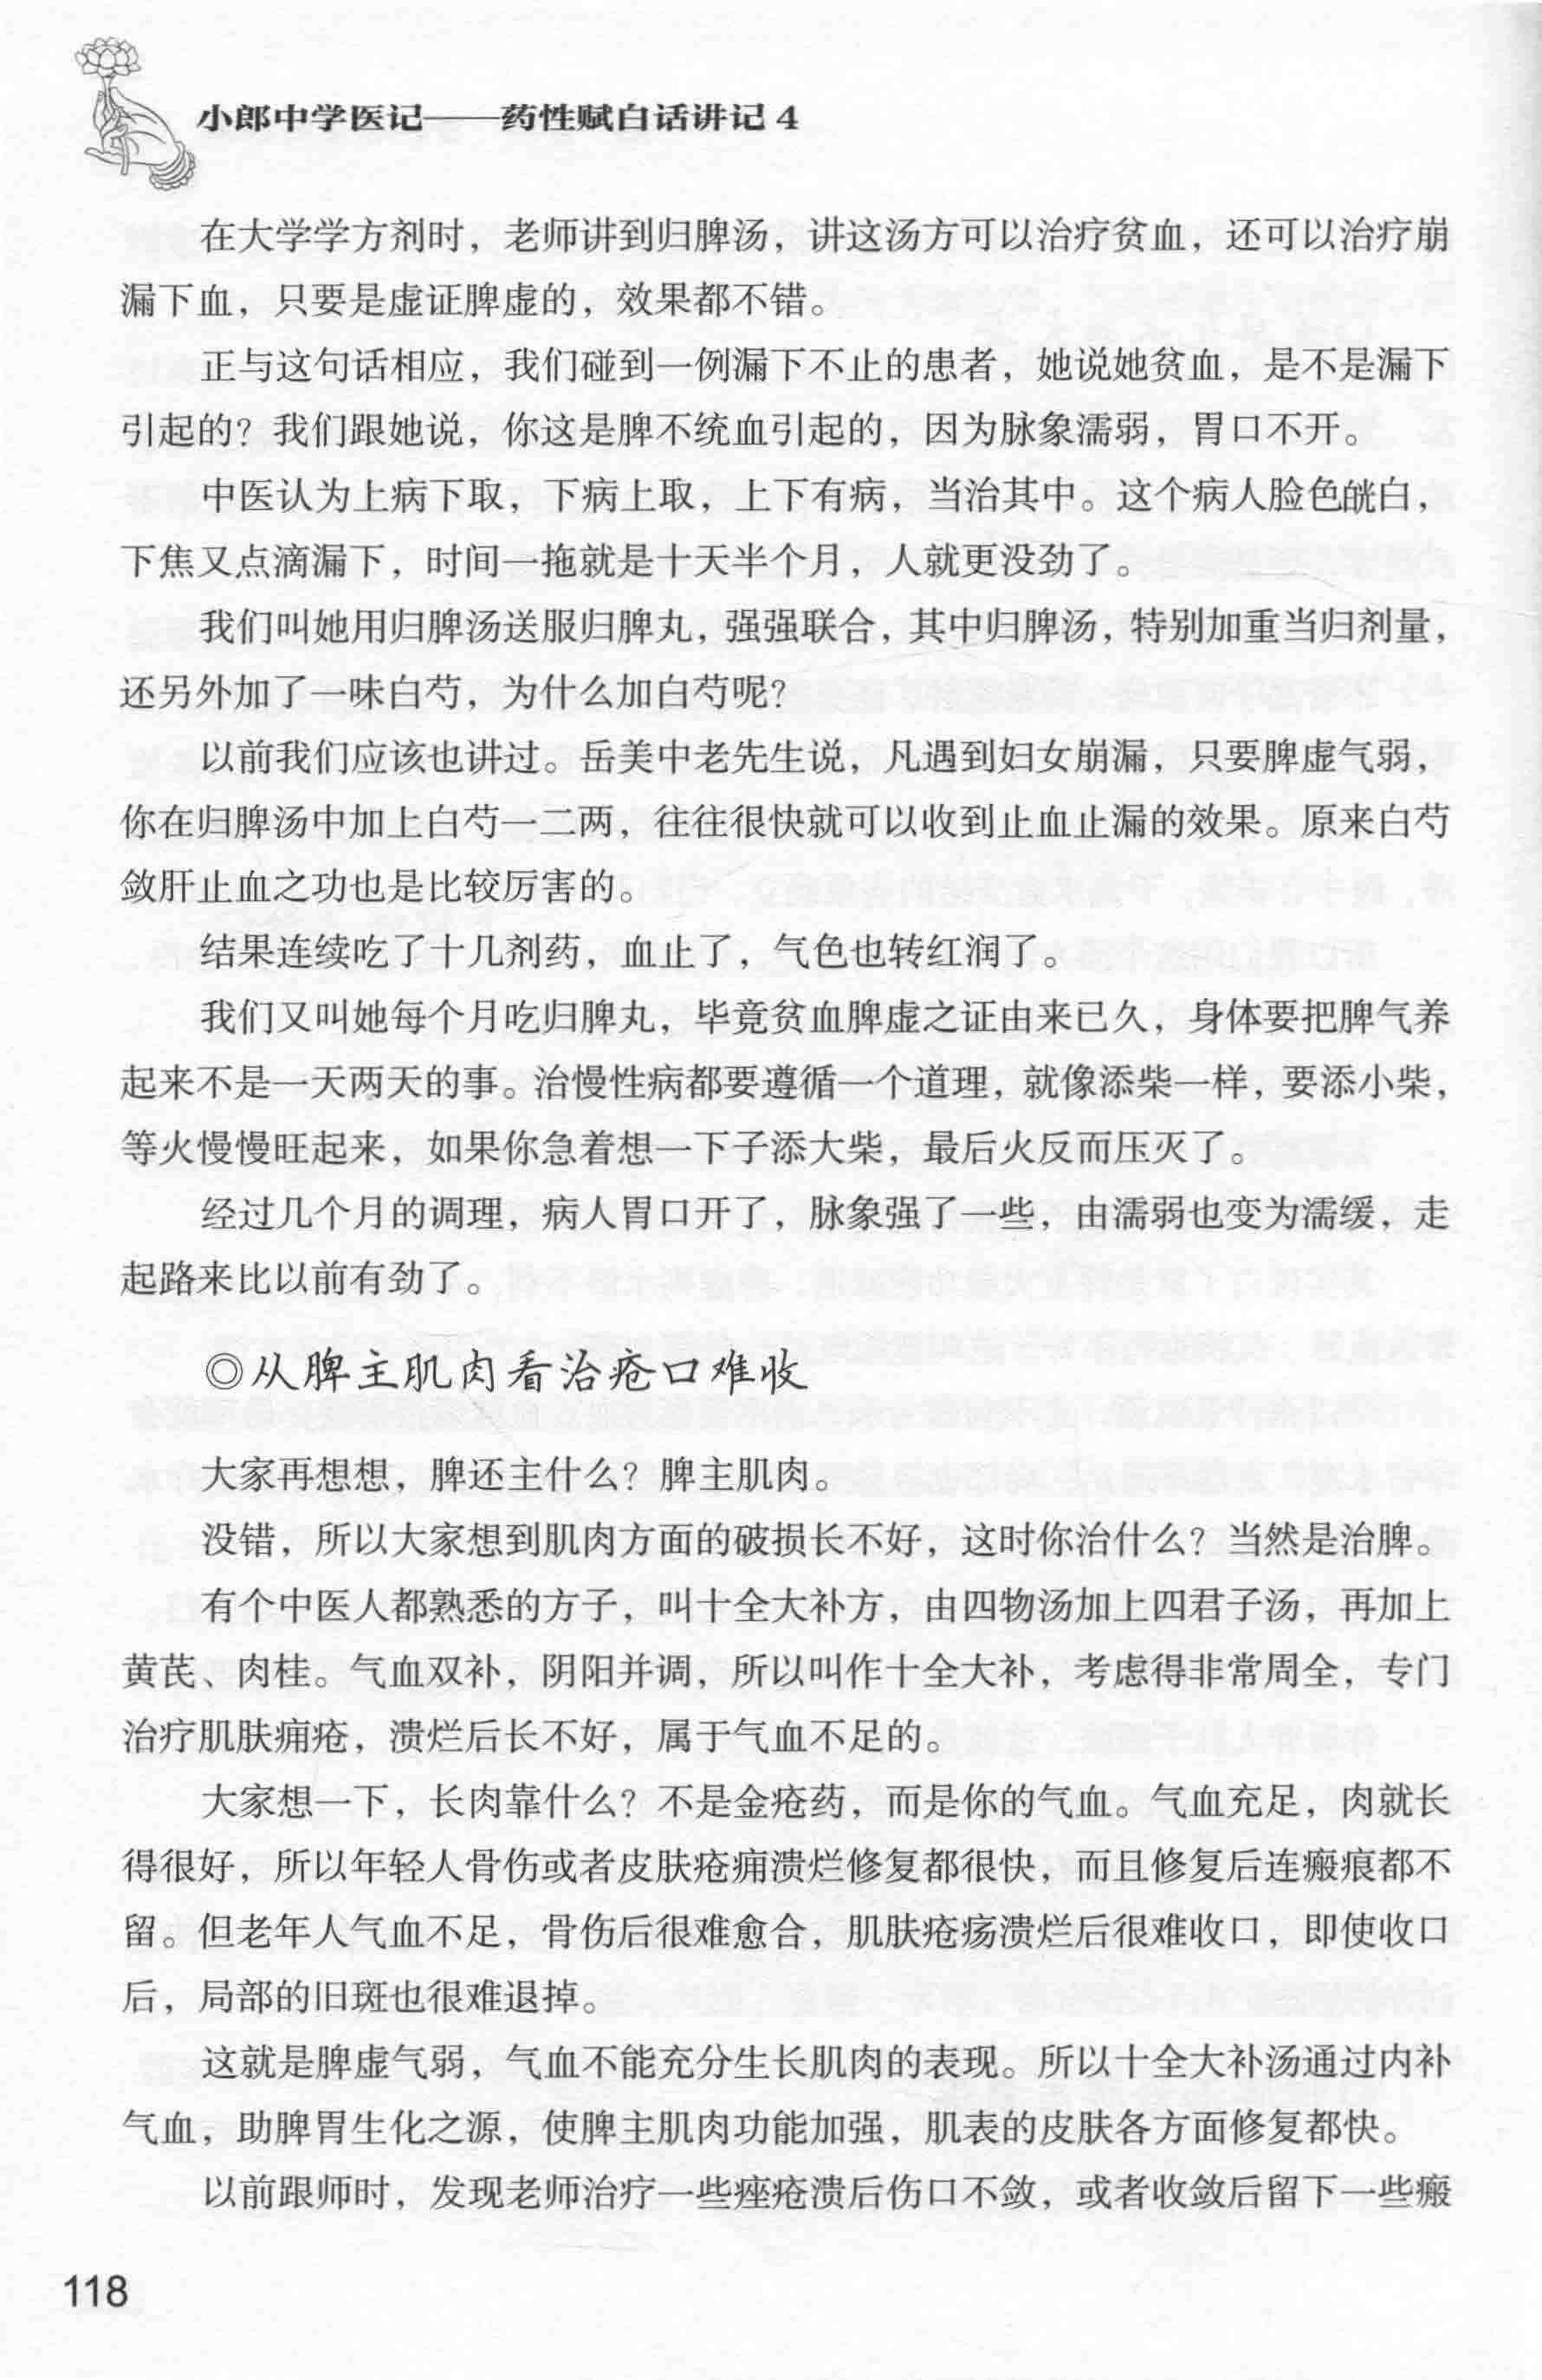 小郎中学医记——药性赋白话讲记4
在大学学方剂时，老师讲到归脾汤，讲这汤方可以治疗贫血，还可以治疗崩
漏下血，只要是虚证脾虚的，效果都不错。
正与这句话相应，我们碰到一例漏下不止的患者，她说她贫血，是不是漏下
引起的？我们跟她说，你这是脾不统血引起的，因为脉象濡弱，胃口不开。
中医认为上病下取，下病上取，上下有病，当治其中。这个病人脸色㿠白，
下焦又点滴漏下，时间一拖就是十天半个月，人就更没劲了。
我们叫她用归脾汤送服归脾丸，强强联合，其中归脾汤，特别加重当归剂量，
还另外加了一味白芍，为什么加白芍呢？
以前我们应该也讲过。岳美中老先生说，凡遇到妇女崩漏，只要脾虚气弱，
你在归脾汤中加上白芍一二两，往往很快就可以收到止血止漏的效果。原来白芍
敛肝止血之功也是比较厉害的。
结果连续吃了十几剂药，血止了，气色也转红润了。
我们又叫她每个月吃归脾丸，毕竟贫血脾虚之证由来已久，身体要把脾气养
起来不是一天两天的事。治慢性病都要遵循一个道理，就像添柴一样，要添小柴，
等火慢慢旺起来，如果你急着想一下子添大柴，最后火反而压灭了。
经过几个月的调理，病人胃口开了，脉象强了一些，由濡弱也变为濡缓，走
起路来比以前有劲了。
◎从脾主肌肉看治疮口难收
大家再想想，脾还主什么？脾主肌肉。
没错，所以大家想到肌肉方面的破损长不好，这时你治什么？当然是治脾。
有个中医人都熟悉的方子，叫十全大补方，由四物汤加上四君子汤，再加上
黄芪、肉桂。气血双补，阴阳并调，所以叫作十全大补，考虑得非常周全，专门
治疗肌肤痈疮，溃烂后长不好，属于气血不足的。
大家想一下，长肉靠什么？不是金疮药，而是你的气血。气血充足，肉就长
得很好，所以年轻人骨伤或者皮肤疮痈溃烂修复都很快，而且修复后连瘢痕都不
留。但老年人气血不足，骨伤后很难愈合，肌肤疮疡溃烂后很难收口，即使收口
后，局部的旧斑也很难退掉。
这就是脾虚气弱，气血不能充分生长肌肉的表现。所以十全大补汤通过内补
气血，助脾胃生化之源，使脾主肌肉功能加强，肌表的皮肤各方面修复都快。
以前跟师时，发现老师治疗一些痤疮溃后伤口不敛，或者收敛后留下一些瘢
118